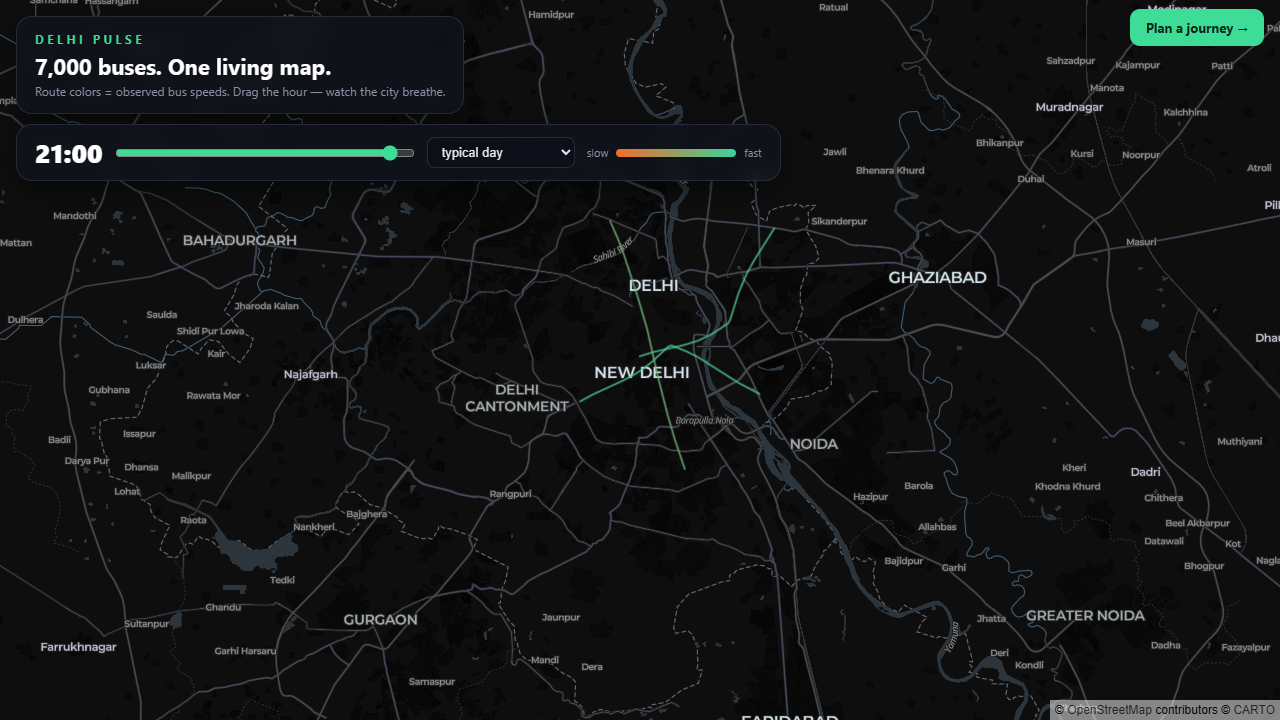 Hamidpur
Ratual
DELHI PULSE
7,000 buses. One living map.
Route colors = observed bus speeds. Drag the hour — watch the city breathe.
Plan a journey →
Sahzadpur
Kajampur
Patti
Manota
Muradnagar
Kalchhina
21:00
typical day
slow
fast
Jawli
Bhikanpur
Kursi
Noorpur
Bhenara Khurd
Duhai
Atroli
Mandothi
Sikanderpur
Mattan
BAHADURGARH
Sahibi River
Masuri
DELHI
GHAZIABAD
Jharoda Kalan
Saulda
Dulhera
Shidi Pur Lowa
Kair
Luksar
Najafgarh
NEW DELHI
Gubhana
Rawata Mor
DELHI
CANTONMENT
Barapulla Nala
Issapur
Badli
NOIDA
Muthiyani
Darya Pur
Dhansa
Malikpur
Kheri
Dadri
Lohat
Rangpuri
Hazipur
Barola
Khodna Khurd
Chithera
Raota
Nankheri
Bajghera
Allahbas
Beel Akbarpur
Datawali
Kot
Bajidpur
Garhi
Bhogpur
Tedki
Chandu
Sultanpur
GURGAON
Jaunpur
Jhatta
GREATER NOIDA
Farrukhnagar
Garhi Harsaru
Yamuna
Deri
Dadha
Fazayalpur
Mandi
Dera
Kondli
Samaspur
FARIDABAD
© OpenStreetMap contributors © CARTO